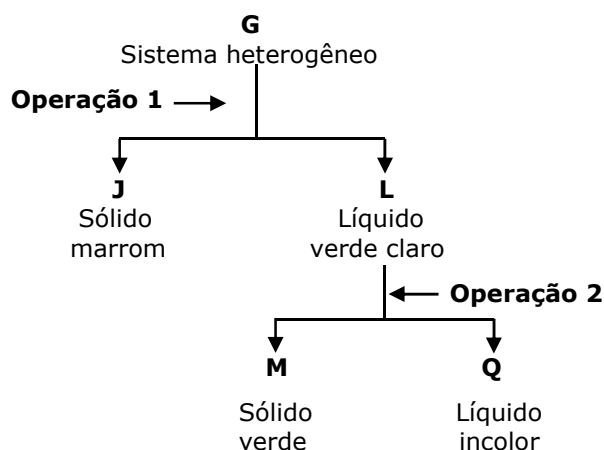 G
Sistema heterogêneo
Operação 1
J
Sólido
marrom
L
Líquido
verde claro
Operação 2
M
Sólido
verde
Q
Líquido
incolor